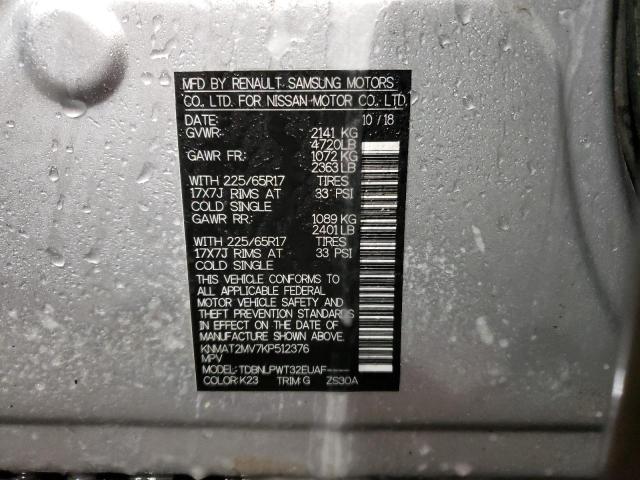 MFD BY RENAULT SAMSUNG MOTORS
CO. LTD. FOR NISSAN MOTOR CO. LTD.
DATE: 10 / 18
GVWR: 2141 KG
4720LB
GAWR FR: 1072 KG
2363LB
WITH 225/65R17 TIRES
17X7J RIMS AT 33 PSI
COLD SINGLE
GAWR RR: 1089 KG
2401LB
WITH 225/65R17 TIRES
17X7J RIMS AT 33 PSI
COLD SINGLE
THIS VEHICLE CONFORMS TO
ALL APPLICABLE FEDERAL
MOTOR VEHICLE SAFETY AND
THEFT PREVENTION STANDARDS
IN EFFECT ON THE DATE OF
MANUFACTURE SHOWN ABOVE.
KNMAT2MV7KP512376
MPV
MODEL: TDBNLPWT32EUAF-----
COLOR: K23 TRIM: G ZS30A